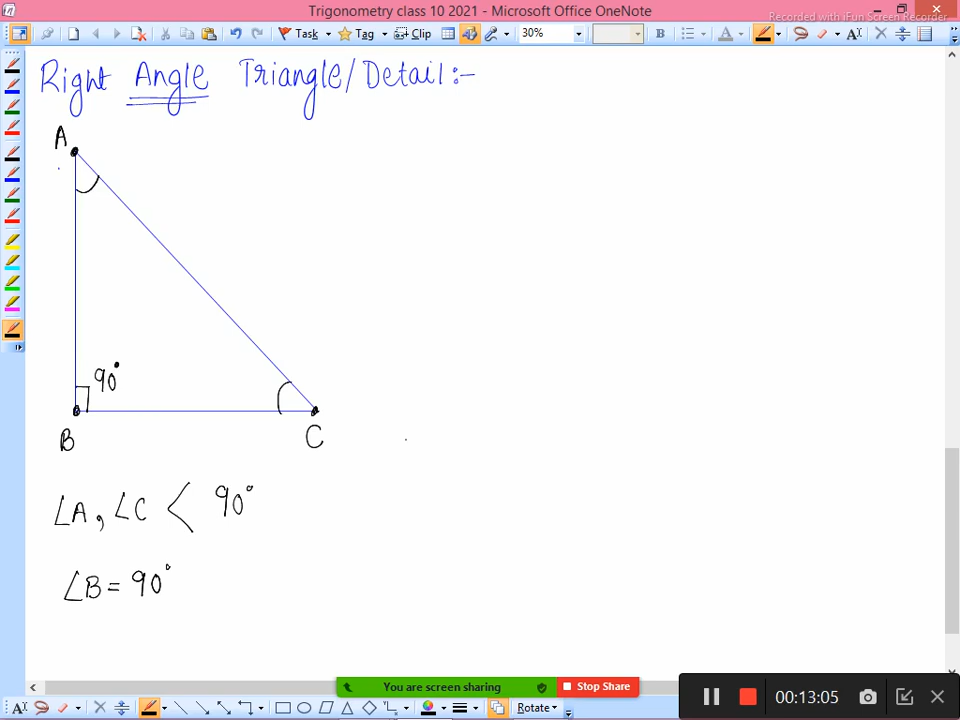 Trigonometry class 10 2021 - Microsoft Office OneNote
Recorded with iFun Screen Recorder
Task Tag Clip 30% B A
Right Angle Triangle/Detail :-
A
90°
B
C
∠A, ∠C < 90°
∠B = 90°
You are screen sharing Stop Share
Rotate
00:13:05